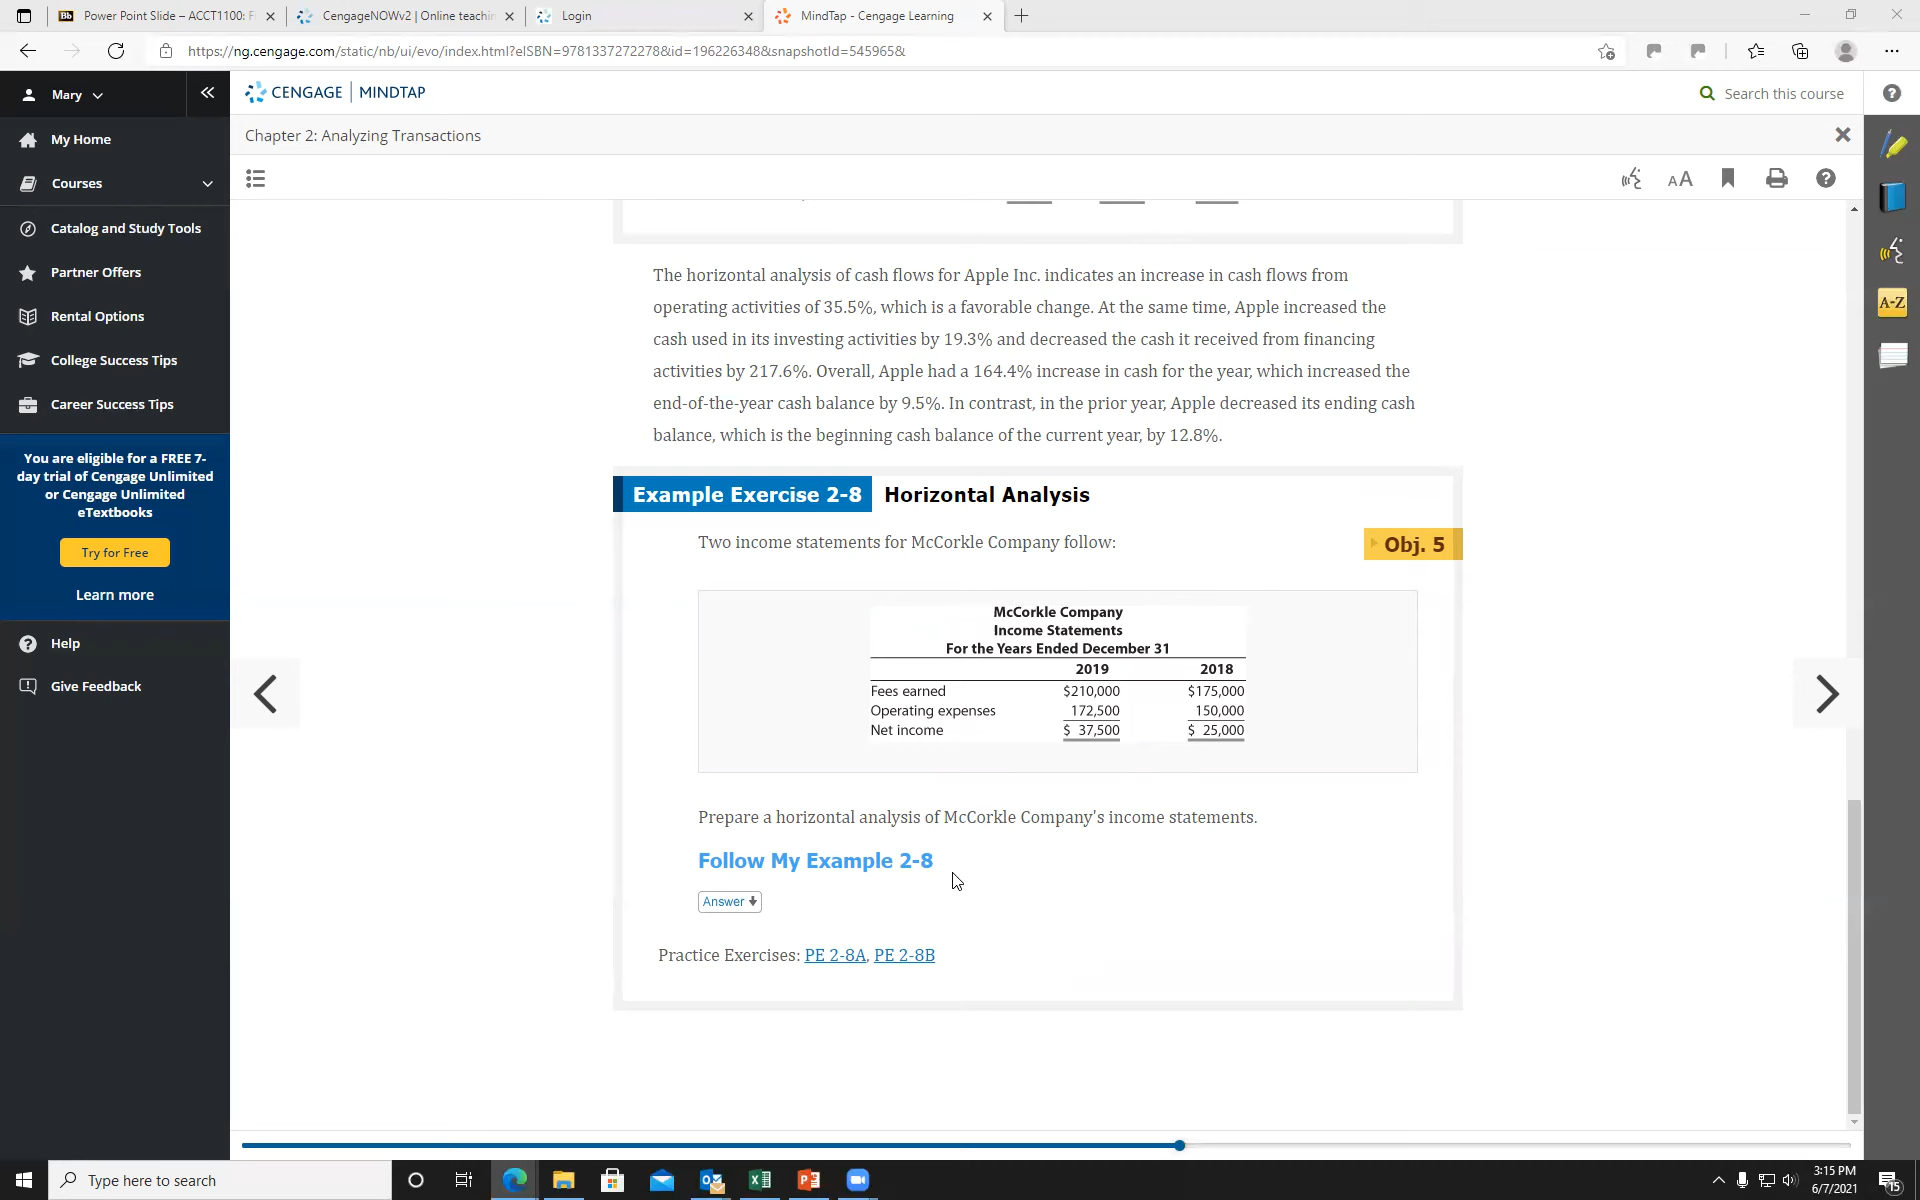 Power Point Slide – ACCT1100: F
CengageNOWv2 | Online teachin
Login
MindTap - Cengage Learning
https://ng.cengage.com/static/nb/ui/evo/index.html?eISBN=9781337272278&id=196226348&snapshotId=545965&
Mary
CENGAGE | MINDTAP
Search this course
My Home
Chapter 2: Analyzing Transactions
Courses
AA
Catalog and Study Tools
Partner Offers
Rental Options
College Success Tips
Career Success Tips
You are eligible for a FREE 7-
day trial of Cengage Unlimited
or Cengage Unlimited
eTextbooks
Try for Free
Learn more
Help
Give Feedback
A-Z
The horizontal analysis of cash flows for Apple Inc. indicates an increase in cash flows from
operating activities of 35.5%, which is a favorable change. At the same time, Apple increased the
cash used in its investing activities by 19.3% and decreased the cash it received from financing
activities by 217.6%. Overall, Apple had a 164.4% increase in cash for the year, which increased the
end-of-the-year cash balance by 9.5%. In contrast, in the prior year, Apple decreased its ending cash
balance, which is the beginning cash balance of the current year, by 12.8%.
Example Exercise 2-8 Horizontal Analysis
Two income statements for McCorkle Company follow:
Obj. 5
McCorkle Company
Income Statements
For the Years Ended December 31
2019 2018
Fees earned $210,000 $175,000
Operating expenses 172,500 150,000
Net income $ 37,500 $ 25,000
Prepare a horizontal analysis of McCorkle Company's income statements.
Follow My Example 2-8
Answer
Practice Exercises: PE 2-8A, PE 2-8B
Type here to search
3:15 PM
6/7/2021
15